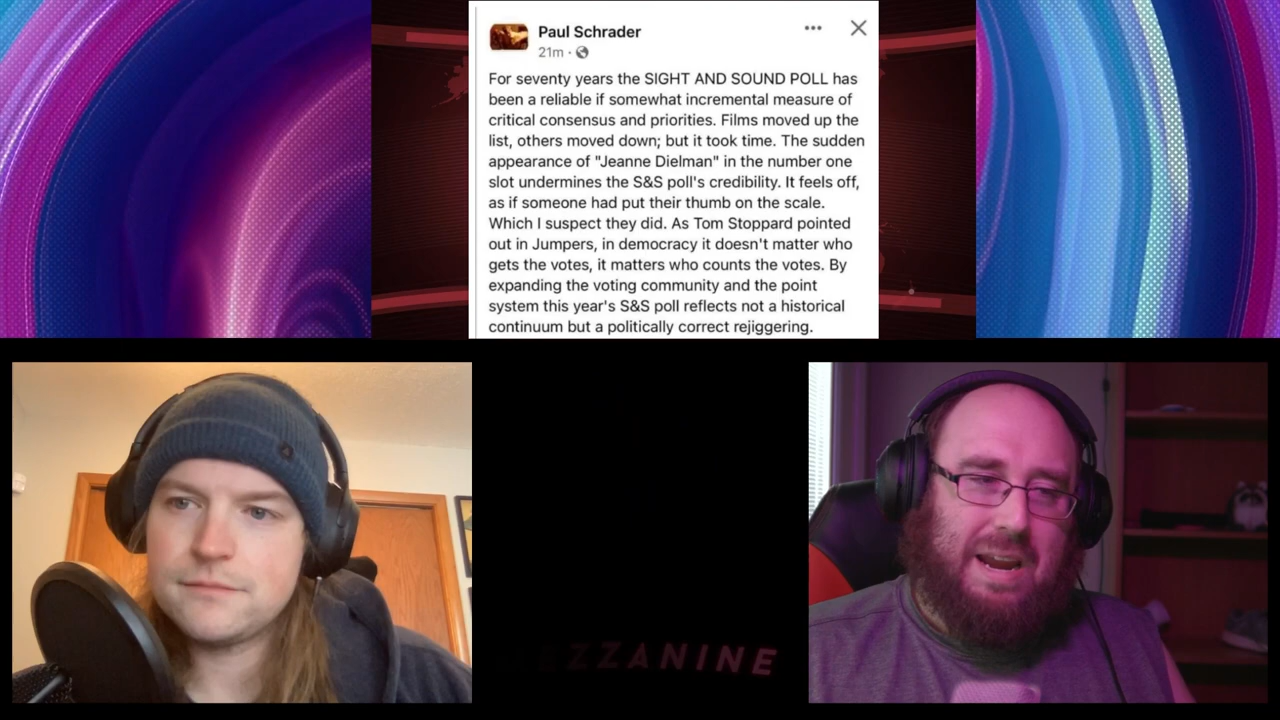 Paul Schrader
21m ·
For seventy years the SIGHT AND SOUND POLL has
been a reliable if somewhat incremental measure of
critical consensus and priorities. Films moved up the
list, others moved down; but it took time. The sudden
appearance of "Jeanne Dielman" in the number one
slot undermines the S&S poll's credibility. It feels off,
as if someone had put their thumb on the scale.
Which I suspect they did. As Tom Stoppard pointed
out in Jumpers, in democracy it doesn't matter who
gets the votes, it matters who counts the votes. By
expanding the voting community and the point
system this year's S&S poll reflects not a historical
continuum but a politically correct rejiggering.
EZZANINE